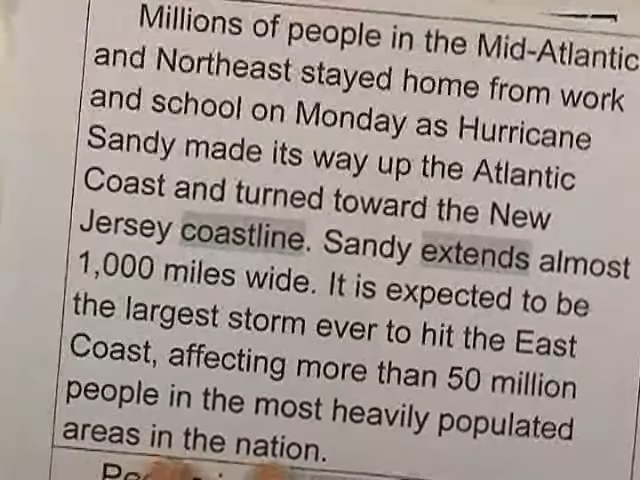 Millions of people in the Mid-Atlantic
and Northeast stayed home from work
and school on Monday as Hurricane
Sandy made its way up the Atlantic
Coast and turned toward the New
Jersey coastline. Sandy extends almost
1,000 miles wide. It is expected to be
the largest storm ever to hit the East
Coast, affecting more than 50 million
people in the most heavily populated
areas in the nation.